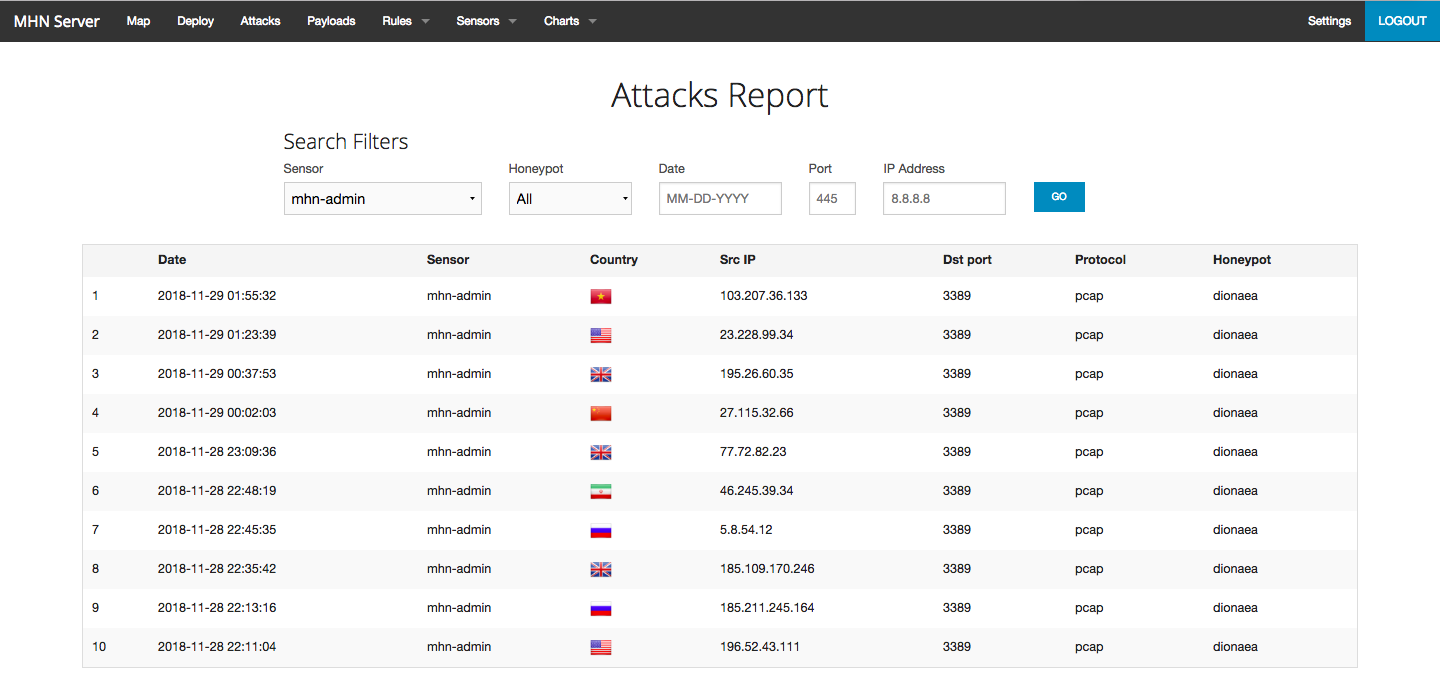 MHN Server Map Deploy Attacks Payloads Rules Sensors Charts Settings LOGOUT
Attacks Report
Search Filters
Sensor Honeypot Date Port IP Address
mhn-admin All MM-DD-YYYY 445 8.8.8.8 GO
Date Sensor Country Src IP Dst port Protocol Honeypot
1 2018-11-29 01:55:32 mhn-admin 103.207.36.133 3389 pcap dionaea
2 2018-11-29 01:23:39 mhn-admin 23.228.99.34 3389 pcap dionaea
3 2018-11-29 00:37:53 mhn-admin 195.26.60.35 3389 pcap dionaea
4 2018-11-29 00:02:03 mhn-admin 27.115.32.66 3389 pcap dionaea
5 2018-11-28 23:09:36 mhn-admin 77.72.82.23 3389 pcap dionaea
6 2018-11-28 22:48:19 mhn-admin 46.245.39.34 3389 pcap dionaea
7 2018-11-28 22:45:35 mhn-admin 5.8.54.12 3389 pcap dionaea
8 2018-11-28 22:35:42 mhn-admin 185.109.170.246 3389 pcap dionaea
9 2018-11-28 22:13:16 mhn-admin 185.211.245.164 3389 pcap dionaea
10 2018-11-28 22:11:04 mhn-admin 196.52.43.111 3389 pcap dionaea